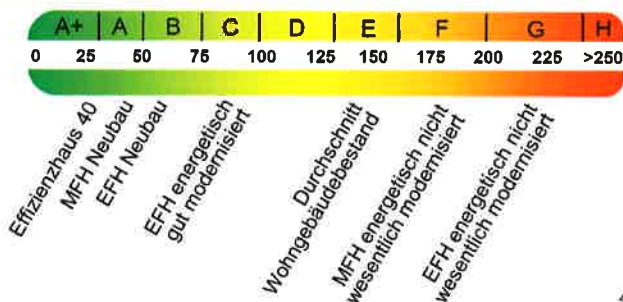 A+ A B C D E F G H
0 25 50 75 100 125 150 175 200 225 >250
Effizienzhaus 40
MFH Neubau
EFH Neubau
EFH energetisch
gut modernisiert
Durchschnitt
Wohngebäudebestand
MFH energetisch nicht
wesentlich modernisiert
EFH energetisch nicht
wesentlich modernisiert